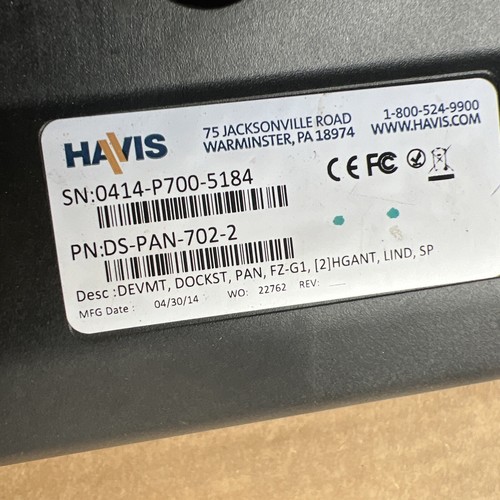 HAVIS
75 JACKSONVILLE ROAD
WARMINSTER, PA 18974
1-800-524-9900
WWW.HAVIS.COM
SN:0414-P700-5184
CE FC
PN:DS-PAN-702-2
Desc :DEVMT, DOCKST, PAN, FZ-G1, [2]HGANT, LIND, SP
MFG Date : 04/30/14 WO: 22762 REV: ___